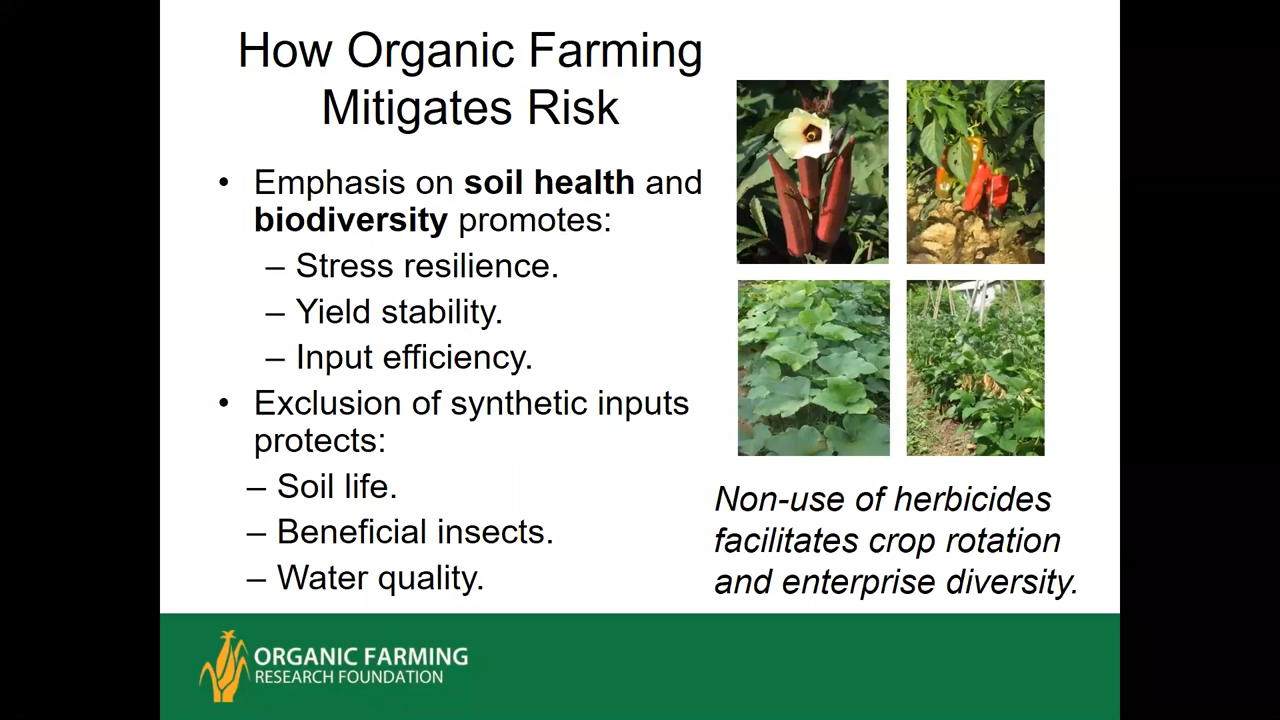 How Organic Farming
Mitigates Risk
• Emphasis on soil health and
biodiversity promotes:
– Stress resilience.
– Yield stability.
– Input efficiency.
• Exclusion of synthetic inputs
protects:
– Soil life.
– Beneficial insects.
– Water quality.
Non-use of herbicides
facilitates crop rotation
and enterprise diversity.
ORGANIC FARMING
RESEARCH FOUNDATION